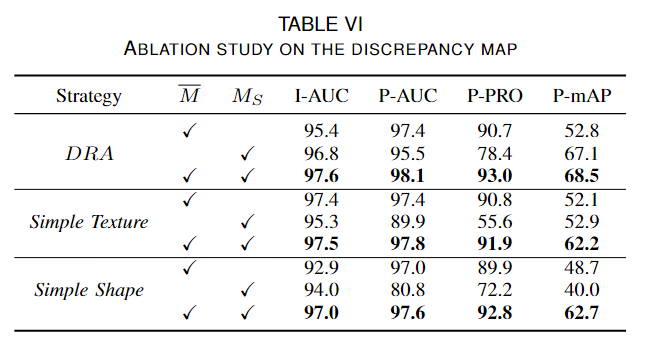 TABLE VI
ABLATION STUDY ON THE DISCREPANCY MAP
Strategy M̅ M_S I-AUC P-AUC P-PRO P-mAP
✓ 95.4 97.4 90.7 52.8
DRA ✓ 96.8 95.5 78.4 67.1
✓ ✓ 97.6 98.1 93.0 68.5
✓ 97.4 97.4 90.8 52.1
Simple Texture ✓ 95.3 89.9 55.6 52.9
✓ ✓ 97.5 97.8 91.9 62.2
✓ 92.9 97.0 89.9 48.7
Simple Shape ✓ 94.0 80.8 72.2 40.0
✓ ✓ 97.0 97.6 92.8 62.7